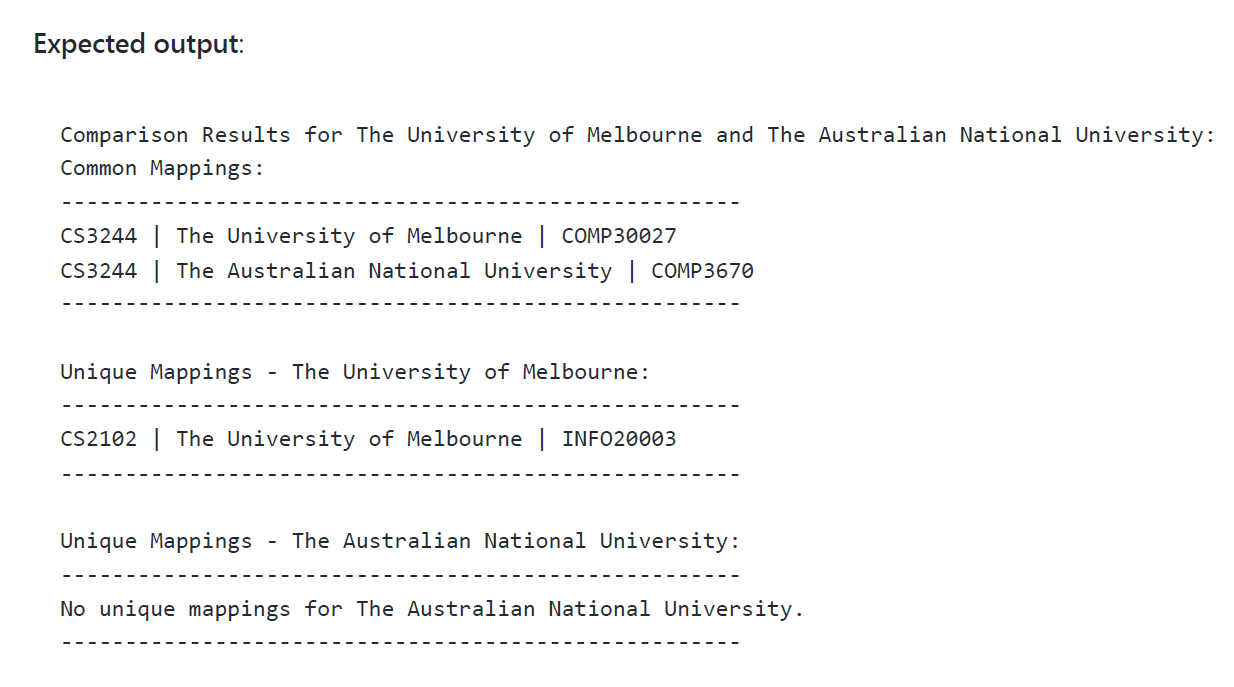 Expected output:
Comparison Results for The University of Melbourne and The Australian National University:
Common Mappings:
-----------------------------------------------------
CS3244 | The University of Melbourne | COMP30027
CS3244 | The Australian National University | COMP3670
-----------------------------------------------------
Unique Mappings - The University of Melbourne:
-----------------------------------------------------
CS2102 | The University of Melbourne | INFO20003
-----------------------------------------------------
Unique Mappings - The Australian National University:
-----------------------------------------------------
No unique mappings for The Australian National University.
-----------------------------------------------------